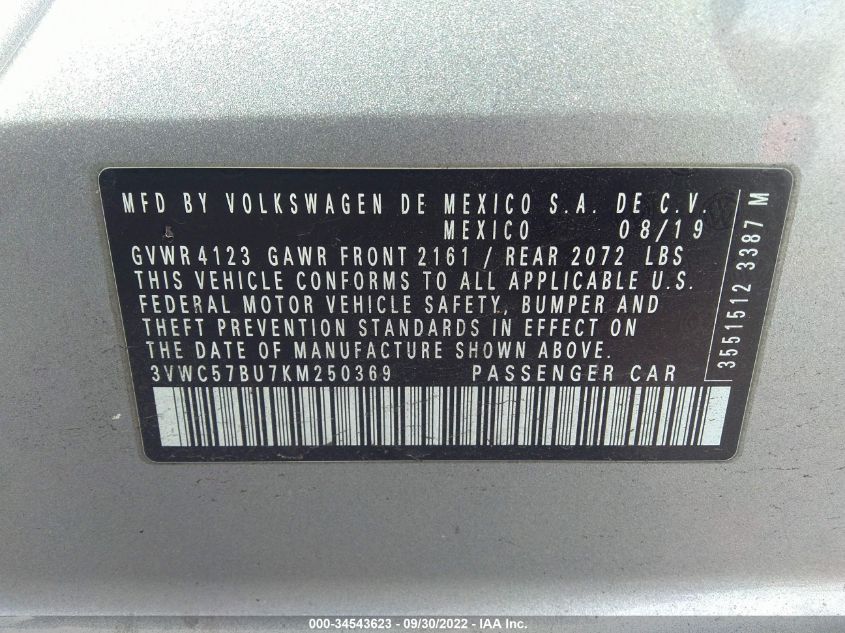 MFD BY VOLKSWAGEN DE MEXICO S.A. DE C.V.
MEXICO 08/19
GVWR 4123 GAWR FRONT 2161 / REAR 2072 LBS
THIS VEHICLE CONFORMS TO ALL APPLICABLE U.S.
FEDERAL MOTOR VEHICLE SAFETY, BUMPER AND
THEFT PREVENTION STANDARDS IN EFFECT ON
THE DATE OF MANUFACTURE SHOWN ABOVE.
3VWC57BU7KM250369 PASSENGER CAR
3551512 3387 M
000-34543623 - 09/30/2022 - IAA Inc.